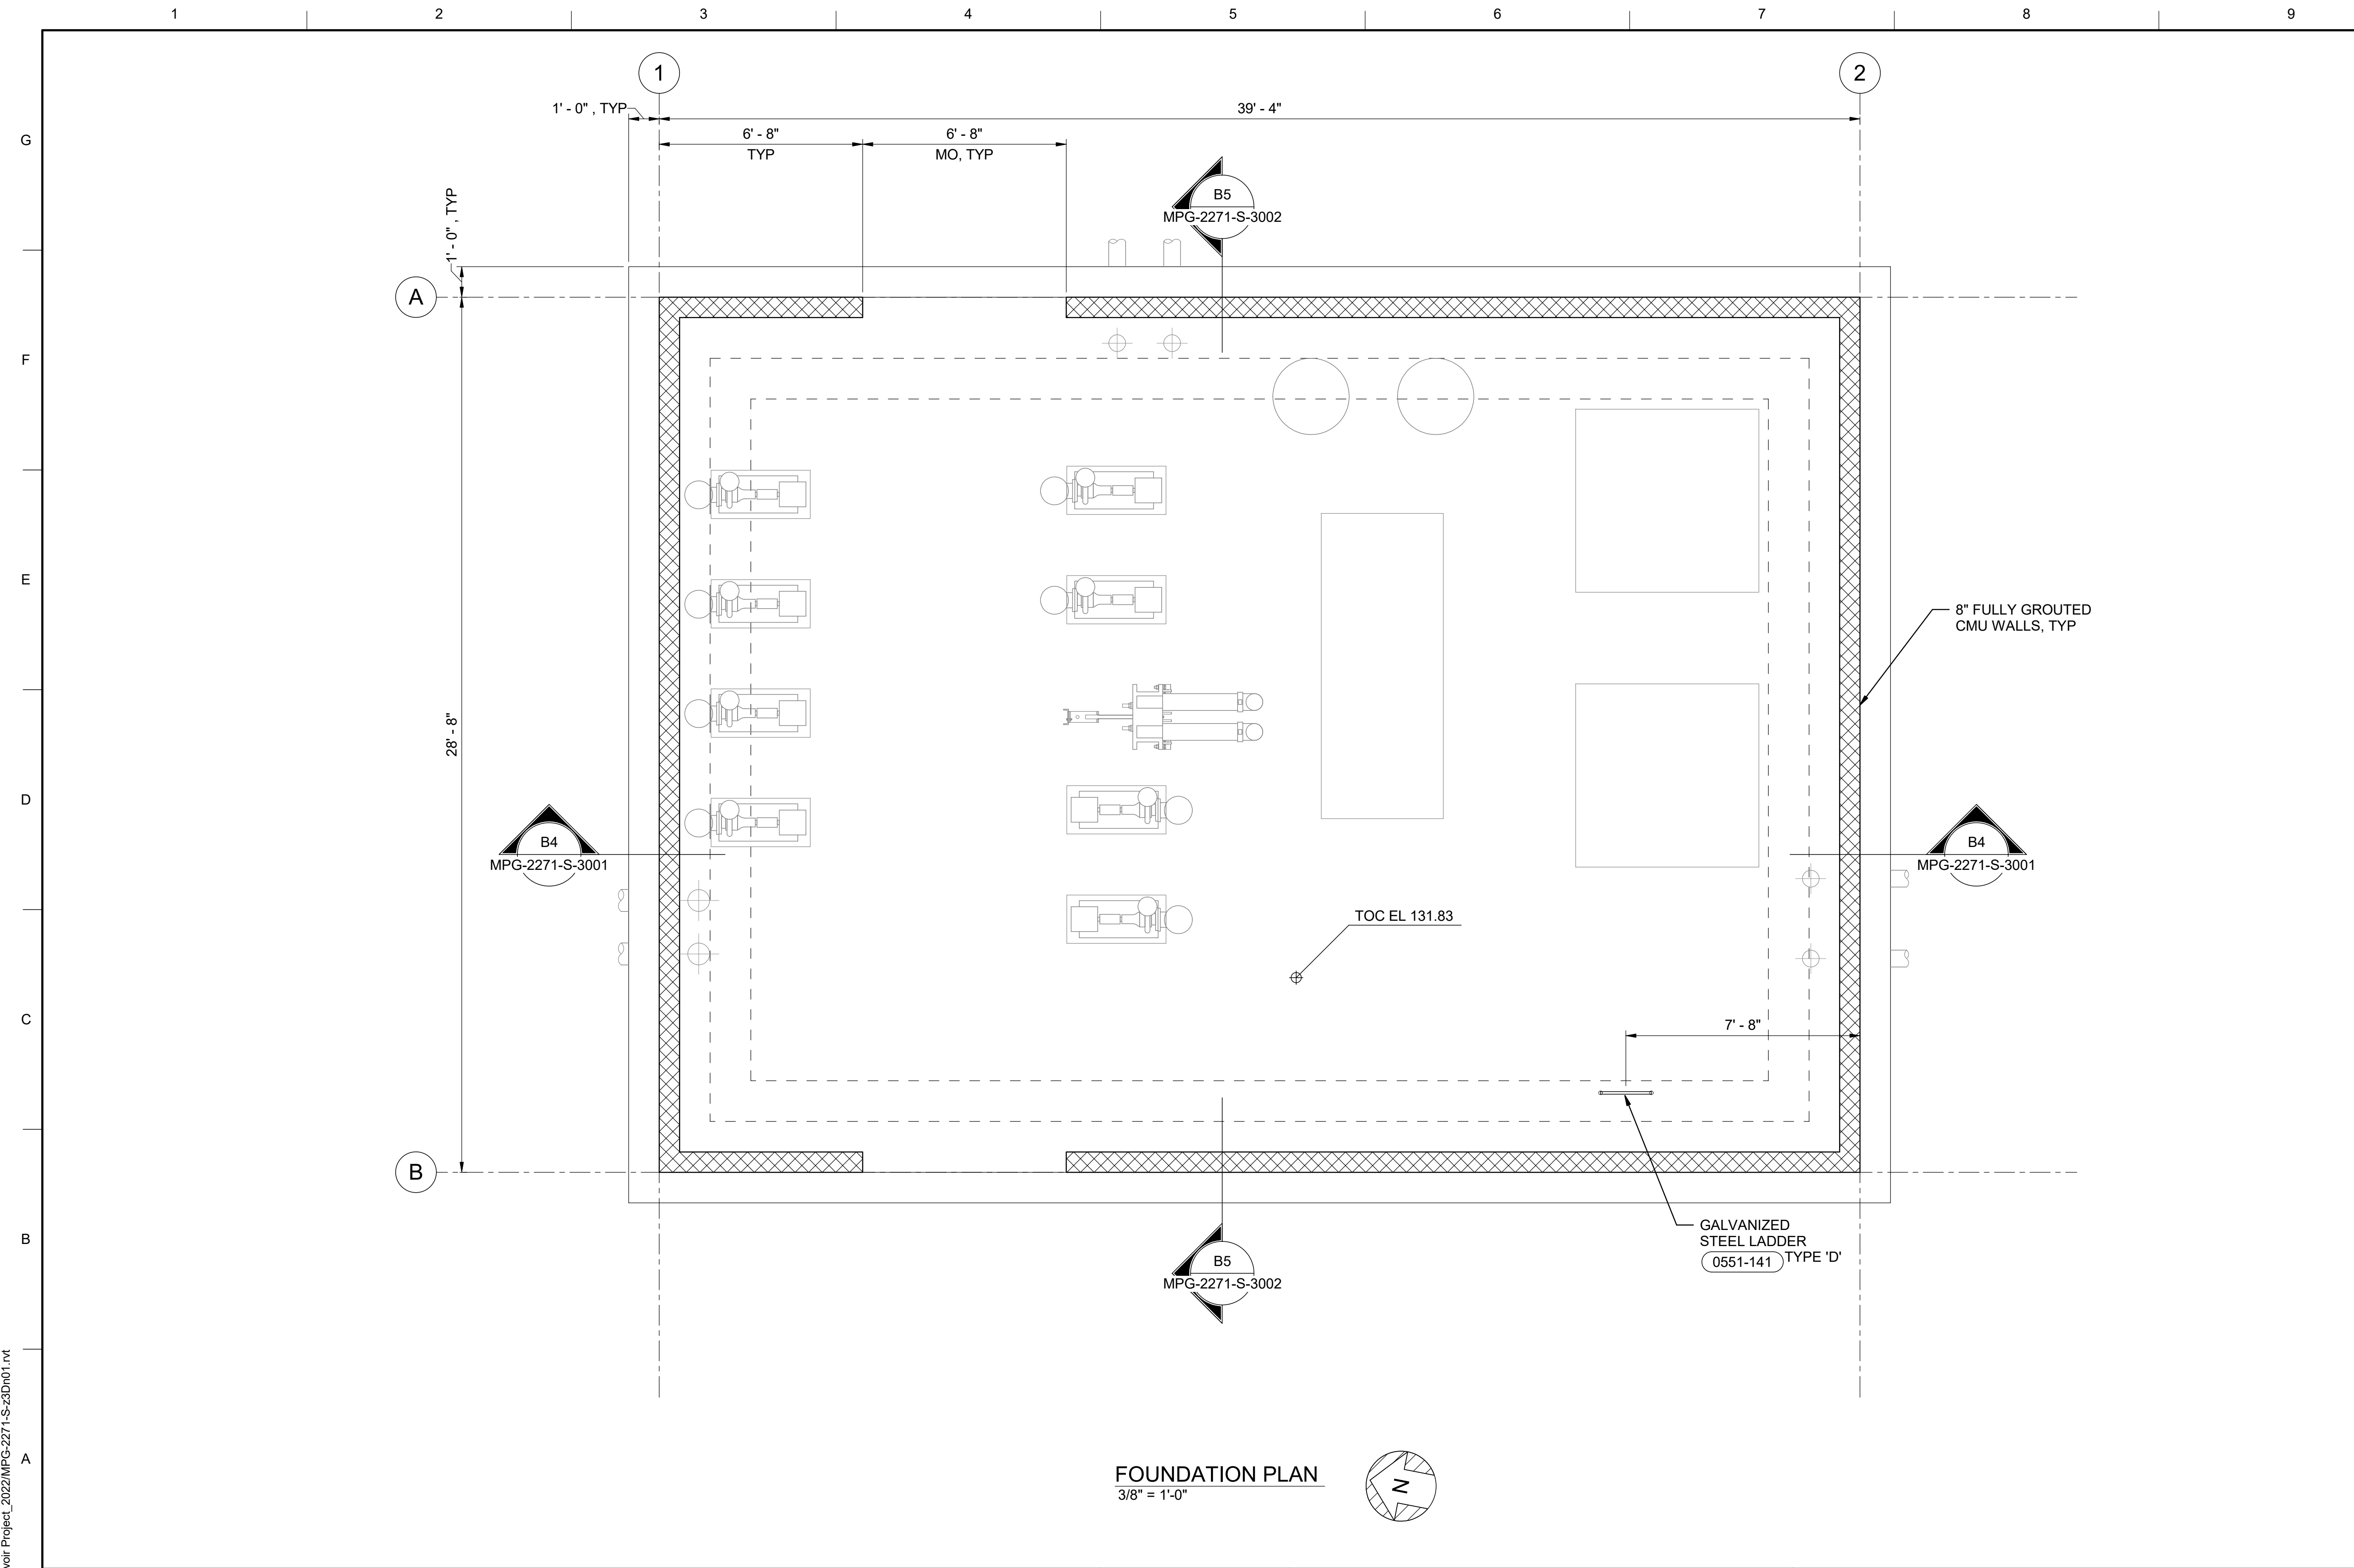 1 2 3 4 5 6 7 8 9
1 2
1' - 0" , TYP
39' - 4"
6' - 8"
TYP
6' - 8"
MO, TYP
G
1' - 0" , TYP
B5
MPG-2271-S-3002
A
F
E
8" FULLY GROUTED
CMU WALLS, TYP
28' - 8"
D
B4
MPG-2271-S-3001
B4
MPG-2271-S-3001
TOC EL 131.83
C
7' - 8"
B
GALVANIZED
STEEL LADDER
0551-141 TYPE 'D'
B
B5
MPG-2271-S-3002
A
FOUNDATION PLAN
3/8" = 1'-0"
N
Project_2022/MPG-2271-S-z3Dn01.rvt